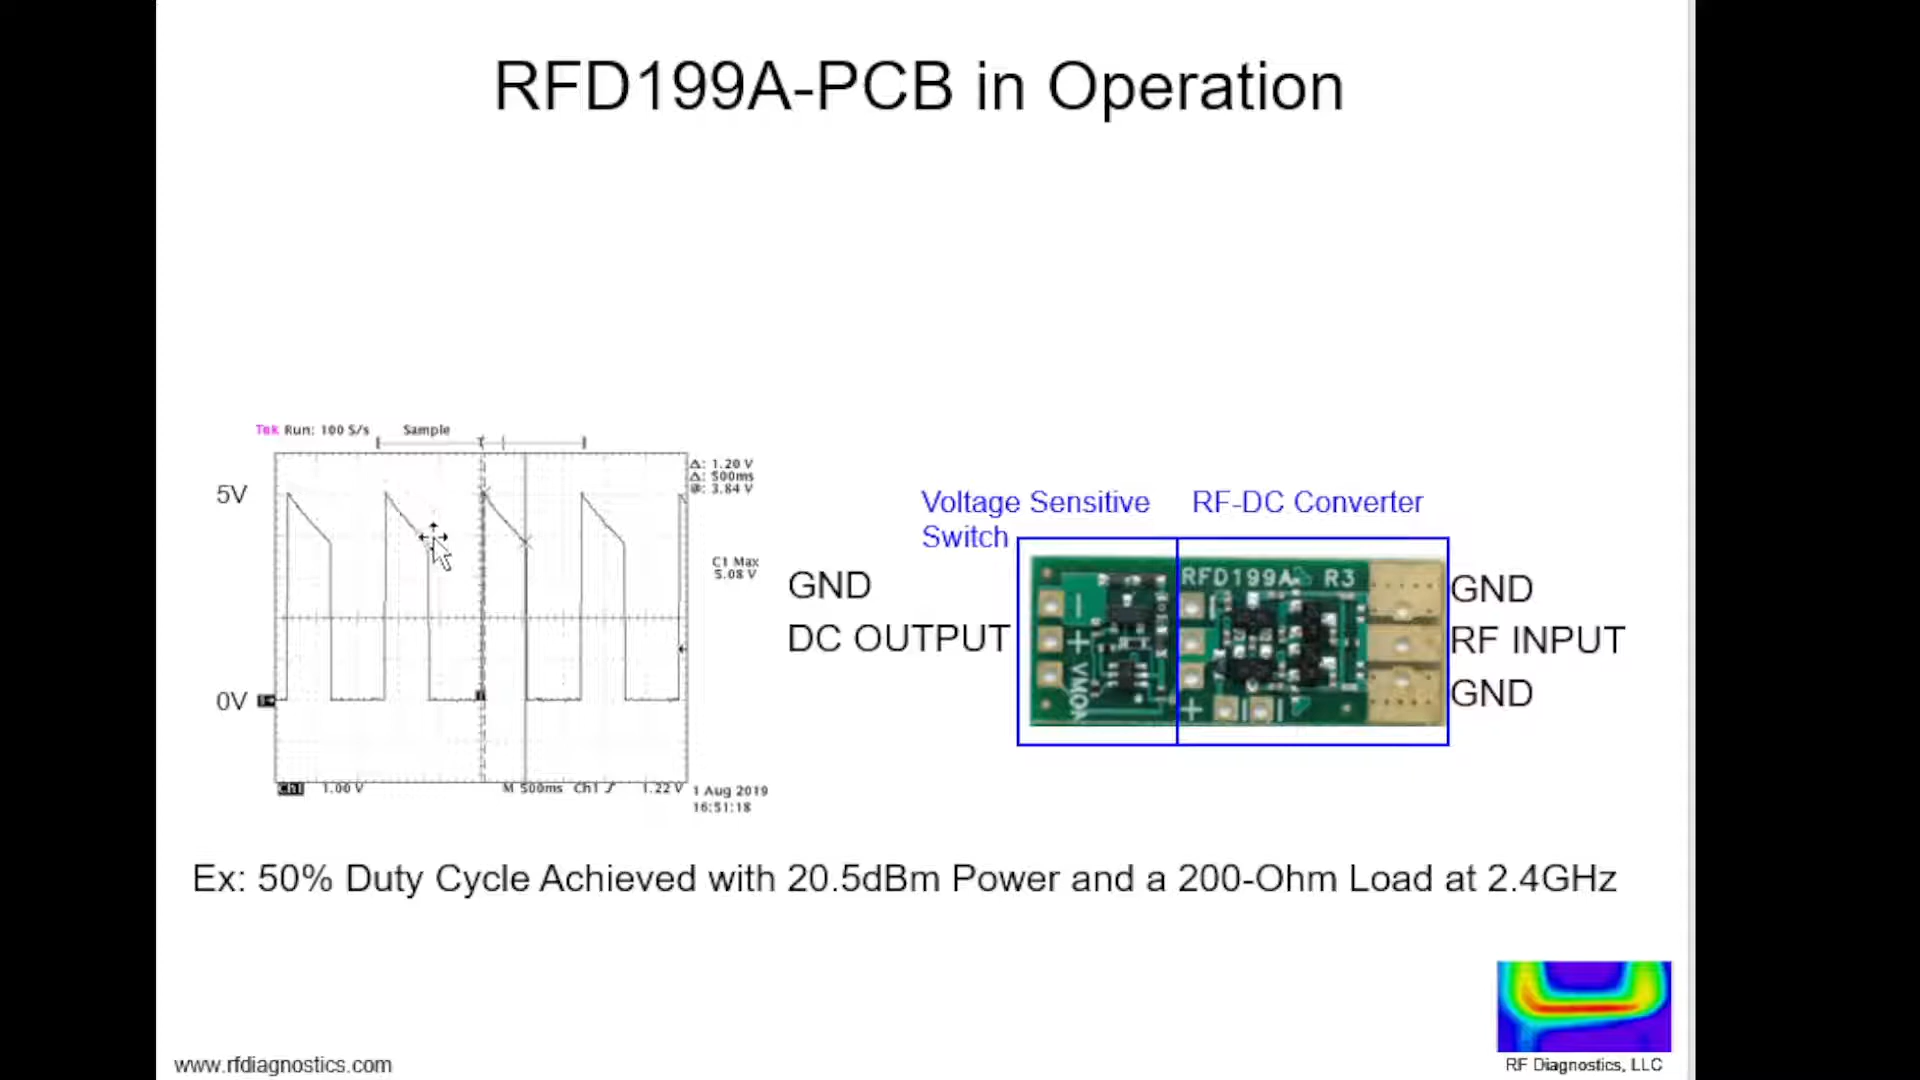 RFD199A-PCB in Operation
Tek Run: 100 S/s
Sample
Δ: 1.20 V
Δ: 500ms
@: 3.84 V
5V
C1 Max
5.08 V
0V
Ch1
1.00 V
M 500ms
Ch1
1.22 V
1 Aug 2019
16:51:18
Voltage Sensitive
Switch
RF-DC Converter
GND
DC OUTPUT
RFD199A
R3
GND
RF INPUT
GND
Ex: 50% Duty Cycle Achieved with 20.5dBm Power and a 200-Ohm Load at 2.4GHz
www.rfdiagnostics.com
RF Diagnostics, LLC